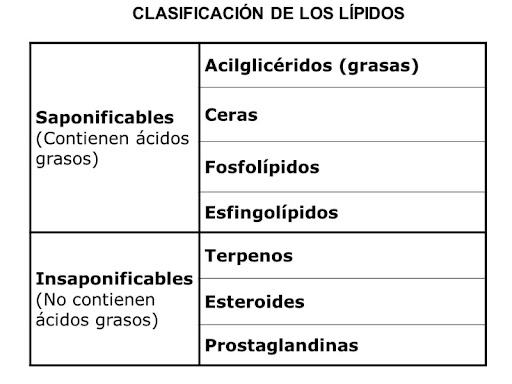 CLASIFICACIÓN DE LOS LÍPIDOS
Saponificables
(Contienen ácidos
grasos)
Acilglicéridos (grasas)
Ceras
Fosfolípidos
Esfingolípidos
Insaponificables
(No contienen
ácidos grasos)
Terpenos
Esteroides
Prostaglandinas